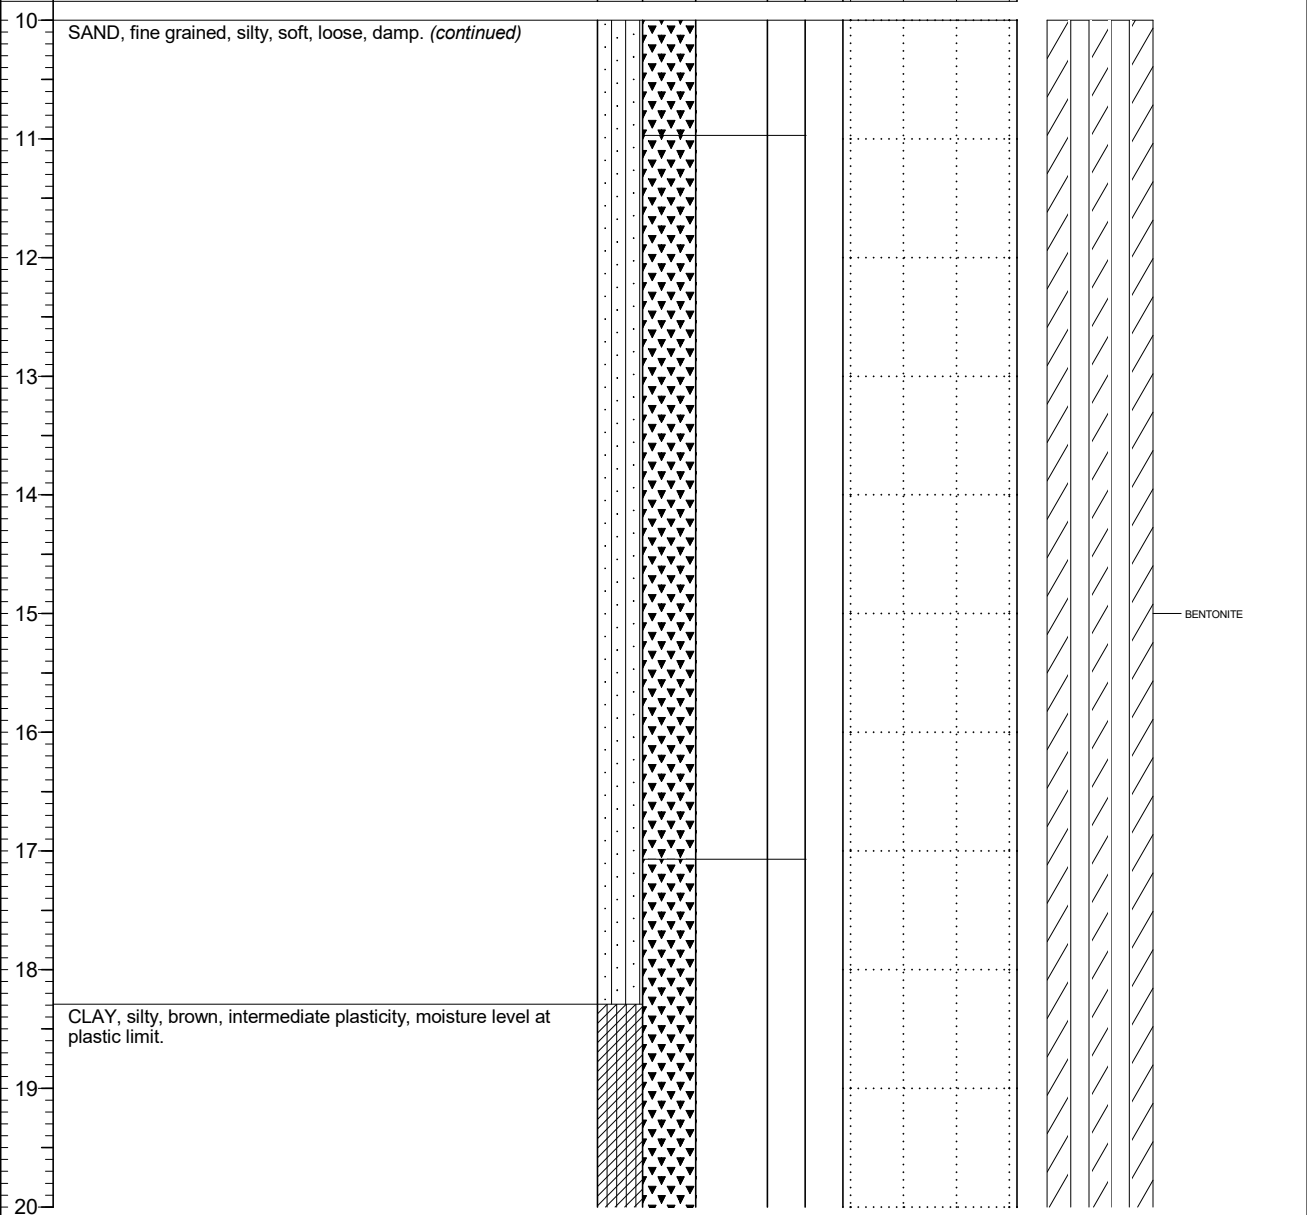 10
SAND, fine grained, silty, soft, loose, damp. (continued)
11
12
13
14
15
BENTONITE
16
17
18
CLAY, silty, brown, intermediate plasticity, moisture level at
plastic limit.
19
20